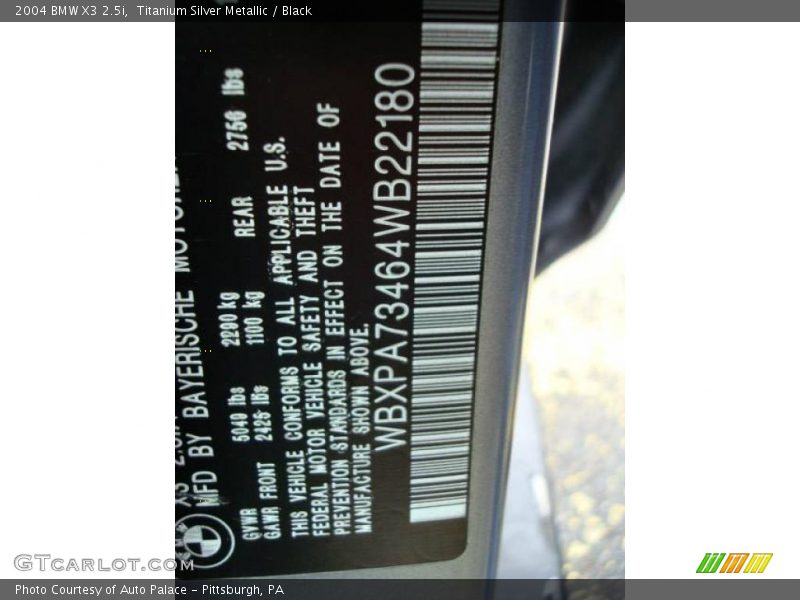 2004 BMW X3 2.5i,  Titanium Silver Metallic / Black
MFD BY BAYERISCHE
GVWR 5040 lbs 2290 kg
GAWR FRONT 2425 lbs 1100 kg REAR 2756 lbs
THIS VEHICLE CONFORMS TO ALL APPLICABLE U.S.
FEDERAL MOTOR VEHICLE SAFETY AND THEFT
PREVENTION STANDARDS IN EFFECT ON THE DATE OF
MANUFACTURE SHOWN ABOVE.
WBXPA73464WB22180
GTcarlot.com
Photo Courtesy of Auto Palace - Pittsburgh, PA